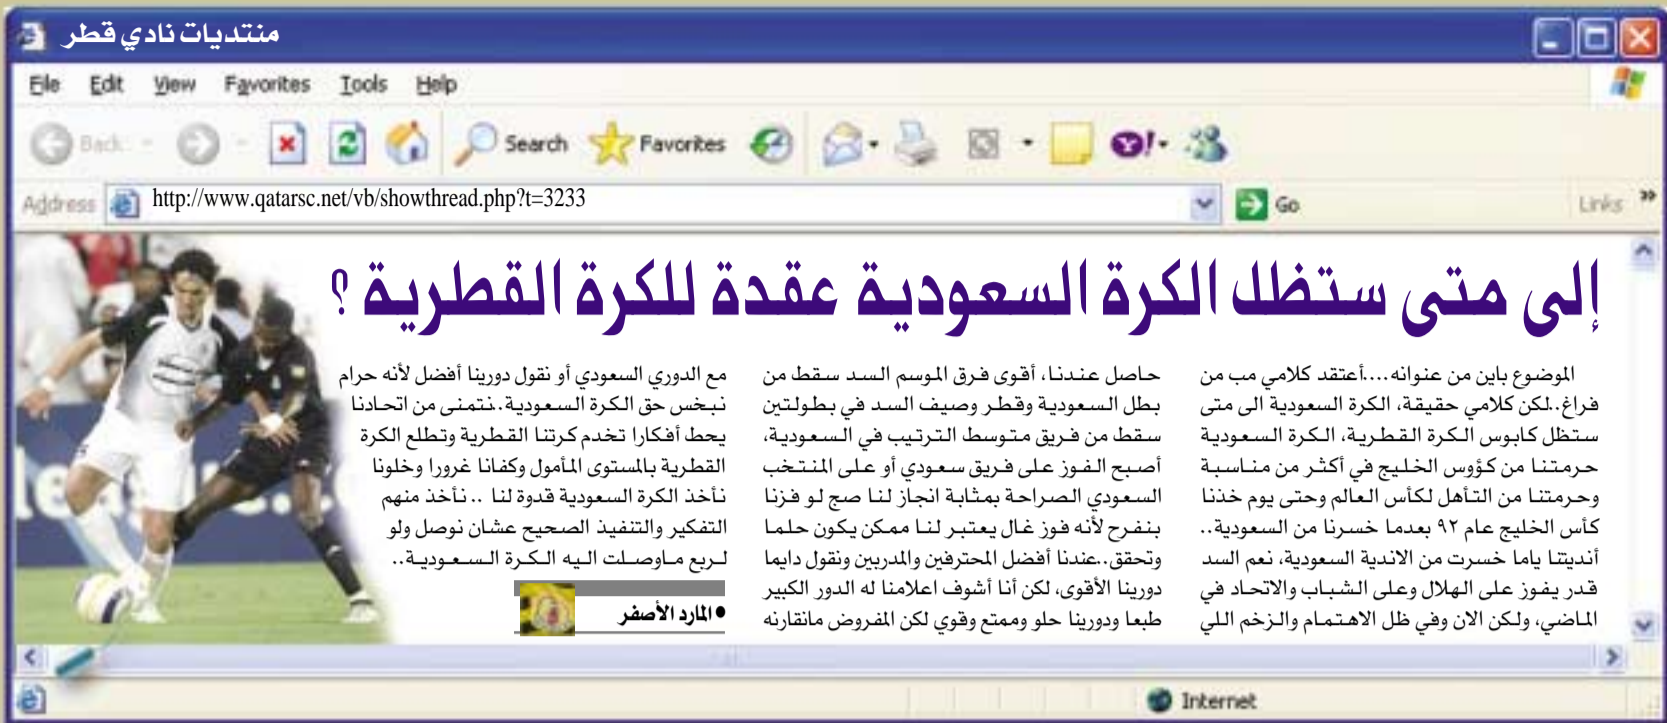 منتديات نادي قطر
File Edit View Favorites Tools Help
Back Search Favorites
Address http://www.qatarsc.net/vb/showthread.php?t=3233 Go Links
إلى متى ستظل الكرة السعودية عقدة للكرة القطرية ؟
الموضوع باين من عنوانه....أعتقد كلامي مب من
فراغ..لكن كلامي حقيقة، الكرة السعودية الى متى
ستظل كابوس الكرة القطرية، الكرة السعودية
حرمتنا من كؤوس الخليج في أكثر من مناسبة
وحرمتنا من التأهل لكأس العالم وحتى يوم خذنا
كأس الخليج عام ٩٢ بعدما خسرنا من السعودية..
أنديتنا ياما خسرت من الاندية السعودية، نعم السد
قدر يفوز على الهلال وعلى الشباب والاتحاد في
الماضي، ولكن الان وفي ظل الاهتمام والزخم اللي
حاصل عندنا، أقوى فرق الموسم السد سقط من
بطل السعودية وقطر وصيف السد في بطولتين
سقط من فريق متوسط الترتيب في السعودية،
أصبح الفوز على فريق سعودي أو على المنتخب
السعودي الصراحة بمثابة انجاز لنا صج لو فزنا
بنفرح لأنه فوز غال يعتبر لنا ممكن يكون حلما
وتحقق..عندنا أفضل المحترفين والمدربين ونقول دايما
دورينا الأقوى، لكن أنا أشوف اعلامنا له الدور الكبير
طبعا ودورينا حلو وممتع وقوي لكن المفروض مانقارنه
مع الدوري السعودي أو نقول دورينا أفضل لأنه حرام
نبخس حق الكرة السعودية..نتمنى من اتحادنا
يحط أفكارا تخدم كرتنا القطرية وتطلع الكرة
القطرية بالمستوى المأمول وكفانا غرورا وخلونا
نأخذ الكرة السعودية قدوة لنا .. نأخذ منهم
التفكير والتنفيذ الصحيح عشان نوصل ولو
لربع ماوصلت اليه الكرة السعودية..
• المارد الأصفر
Internet